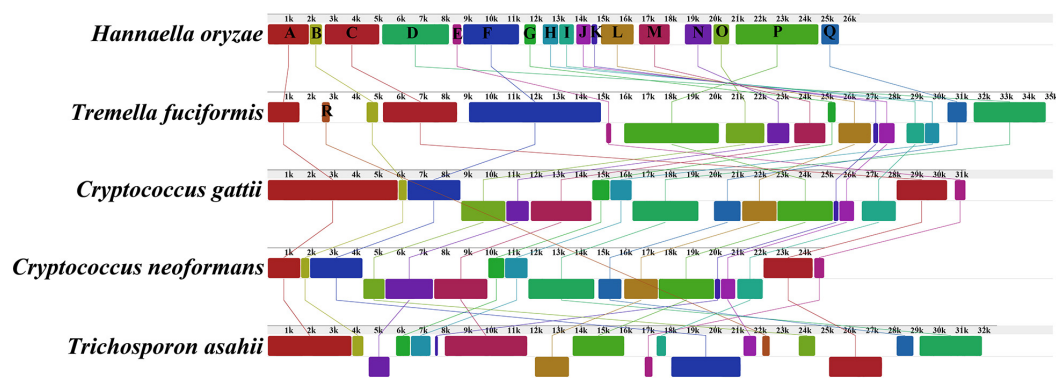 1k 2k 3k 4k 5k 6k 7k 8k 9k 10k 11k 12k 13k 14k 15k 16k 17k 18k 19k 20k 21k 22k 23k 24k 25k 26k
Hannaella oryzae A B C D E F G H I J K L M N O P Q
1k 2k 3k 4k 5k 6k 7k 8k 9k 10k 11k 12k 13k 14k 15k 16k 17k 18k 19k 20k 21k 22k 23k 24k 25k 26k 27k 28k 29k 30k 31k 32k 33k 34k 35k
Tremella fuciformis R
1k 2k 3k 4k 5k 6k 7k 8k 9k 10k 11k 12k 13k 14k 15k 16k 17k 18k 19k 20k 21k 22k 23k 24k 25k 26k 27k 28k 29k 30k 31k
Cryptococcus gattii
1k 2k 3k 4k 5k 6k 7k 8k 9k 10k 11k 12k 13k 14k 15k 16k 17k 18k 19k 20k 21k 22k 23k 24k
Cryptococcus neoformans
1k 2k 3k 4k 5k 6k 7k 8k 9k 10k 11k 12k 13k 14k 15k 16k 17k 18k 19k 20k 21k 22k 23k 24k 25k 26k 27k 28k 29k 30k 31k 32k
Trichosporon asahii